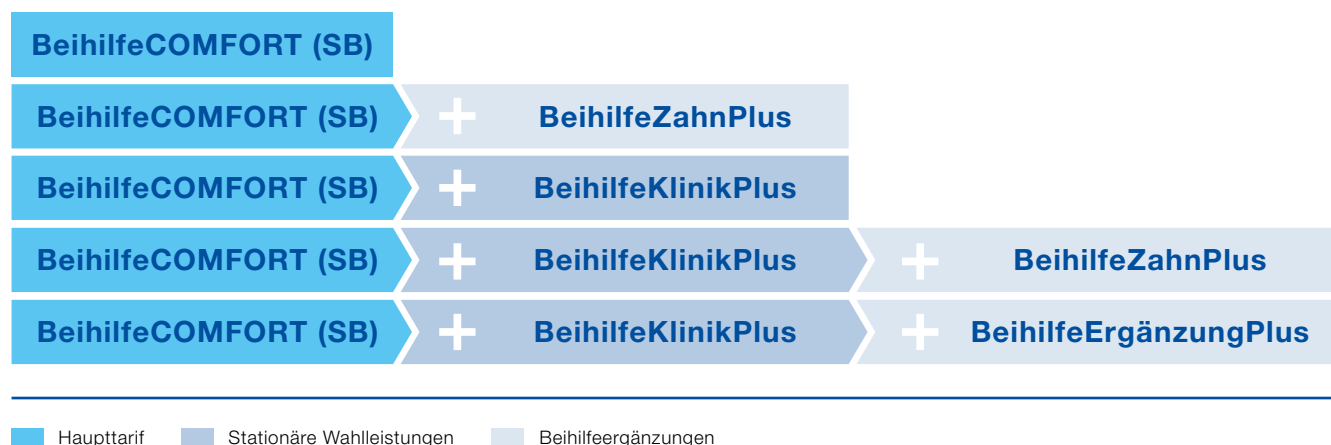 BeihilfeCOMFORT (SB)
BeihilfeCOMFORT (SB) + BeihilfeZahnPlus
BeihilfeCOMFORT (SB) + BeihilfeKlinikPlus
BeihilfeCOMFORT (SB) + BeihilfeKlinikPlus + BeihilfeZahnPlus
BeihilfeCOMFORT (SB) + BeihilfeKlinikPlus + BeihilfeErgänzungPlus
Haupttarif Stationäre Wahlleistungen Beihilfeergänzungen